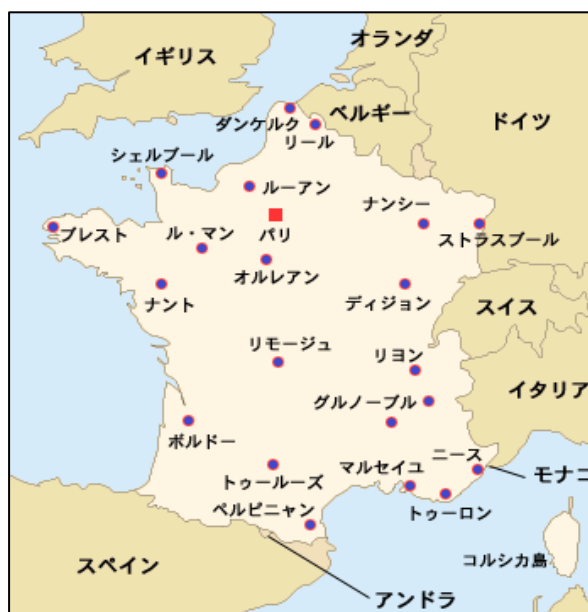 オランダ
イギリス
ベルギー
ダンケルク
リール
ドイツ
シェルブール
ルーアン
ナンシー
ブレスト
ル・マン
パリ
ストラスブール
オルレアン
ナント
ディジョン
スイス
リモージュ
リヨン
イタリア
グルノーブル
ボルドー
ニース
マルセイユ
トゥールーズ
モナコ
ペルピニャン
トゥーロン
コルシカ島
スペイン
アンドラ